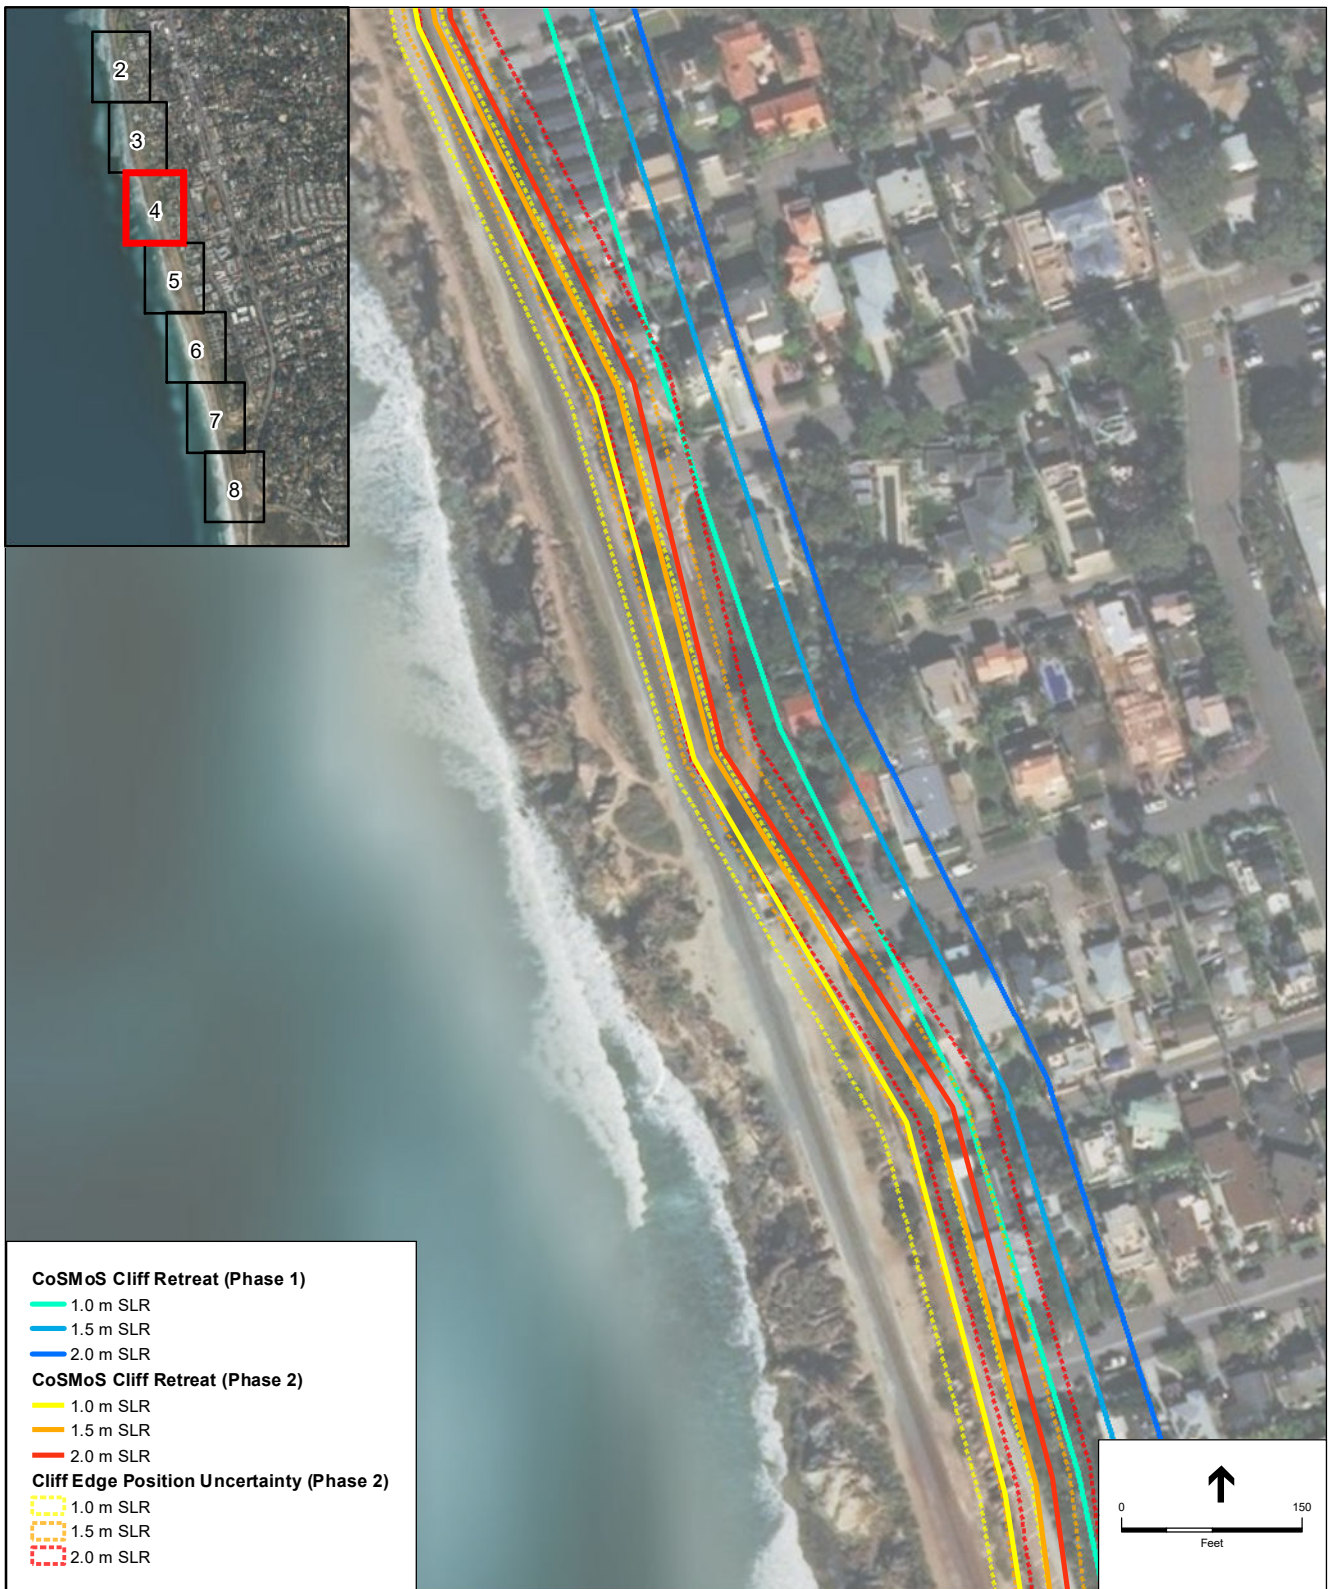 2
3
4
5
6
7
8
CoSMoS Cliff Retreat (Phase 1)
1.0 m SLR
1.5 m SLR
2.0 m SLR
CoSMoS Cliff Retreat (Phase 2)
1.0 m SLR
1.5 m SLR
2.0 m SLR
Cliff Edge Position Uncertainty (Phase 2)
1.0 m SLR
1.5 m SLR
2.0 m SLR
0 150
Feet